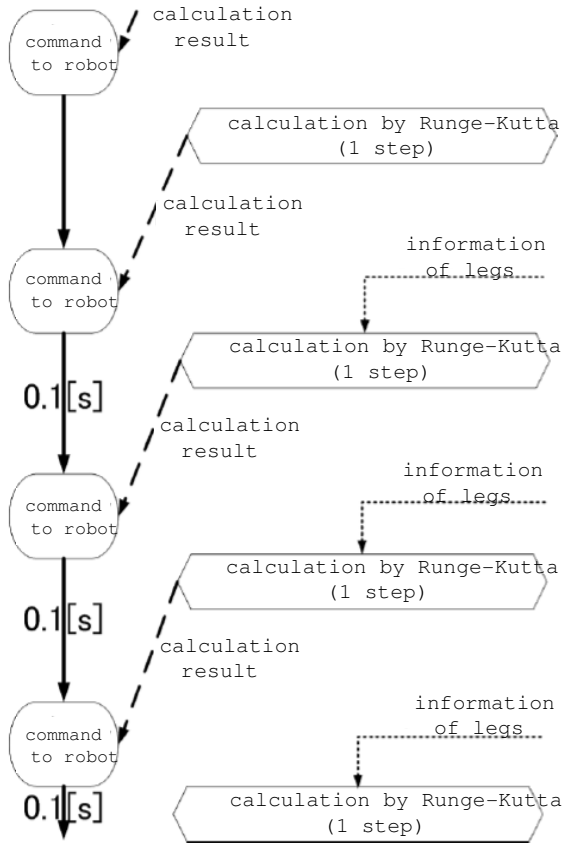 calculation
result
command
to robot
calculation by Runge-Kutta
(1 step)
calculation
result
information
of legs
command
to robot
calculation by Runge-Kutta
(1 step)
0.1[s]
calculation
result
information
of legs
command
to robot
calculation by Runge-Kutta
(1 step)
0.1[s]
calculation
result
information
of legs
command
to robot
calculation by Runge-Kutta
(1 step)
0.1[s]